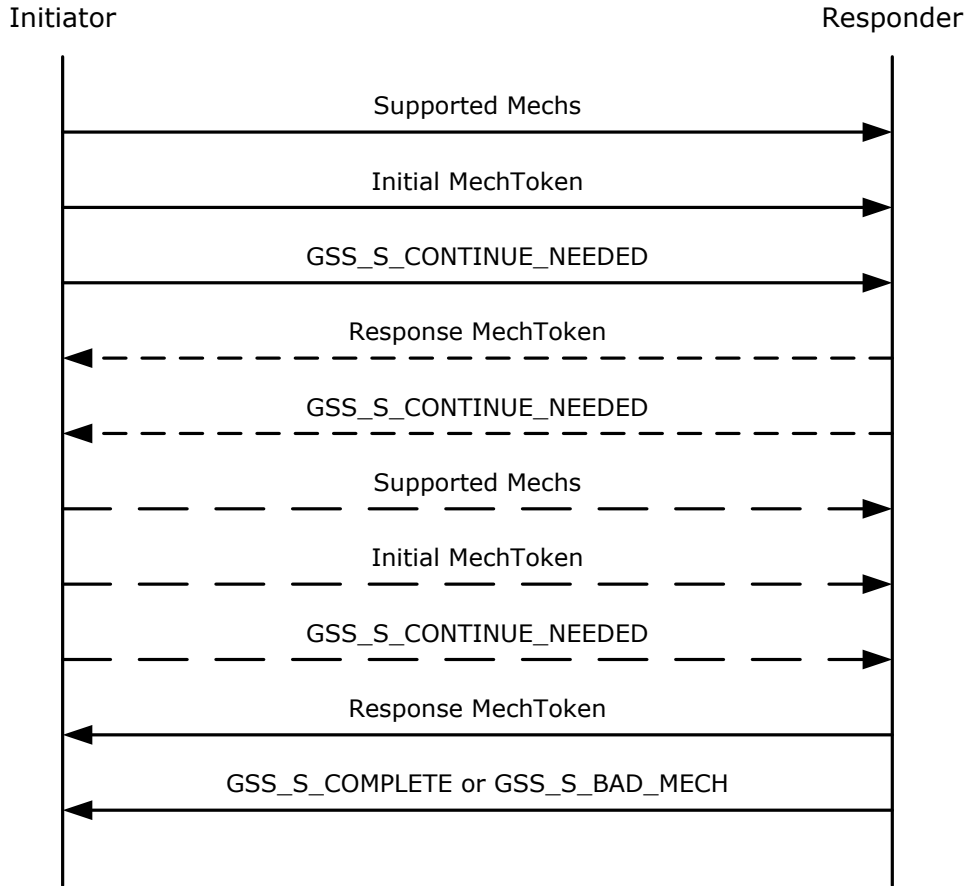 Initiator
Responder
Supported Mechs
Initial MechToken
GSS_S_CONTINUE_NEEDED
Response MechToken
GSS_S_CONTINUE_NEEDED
Supported Mechs
Initial MechToken
GSS_S_CONTINUE_NEEDED
Response MechToken
GSS_S_COMPLETE or GSS_S_BAD_MECH